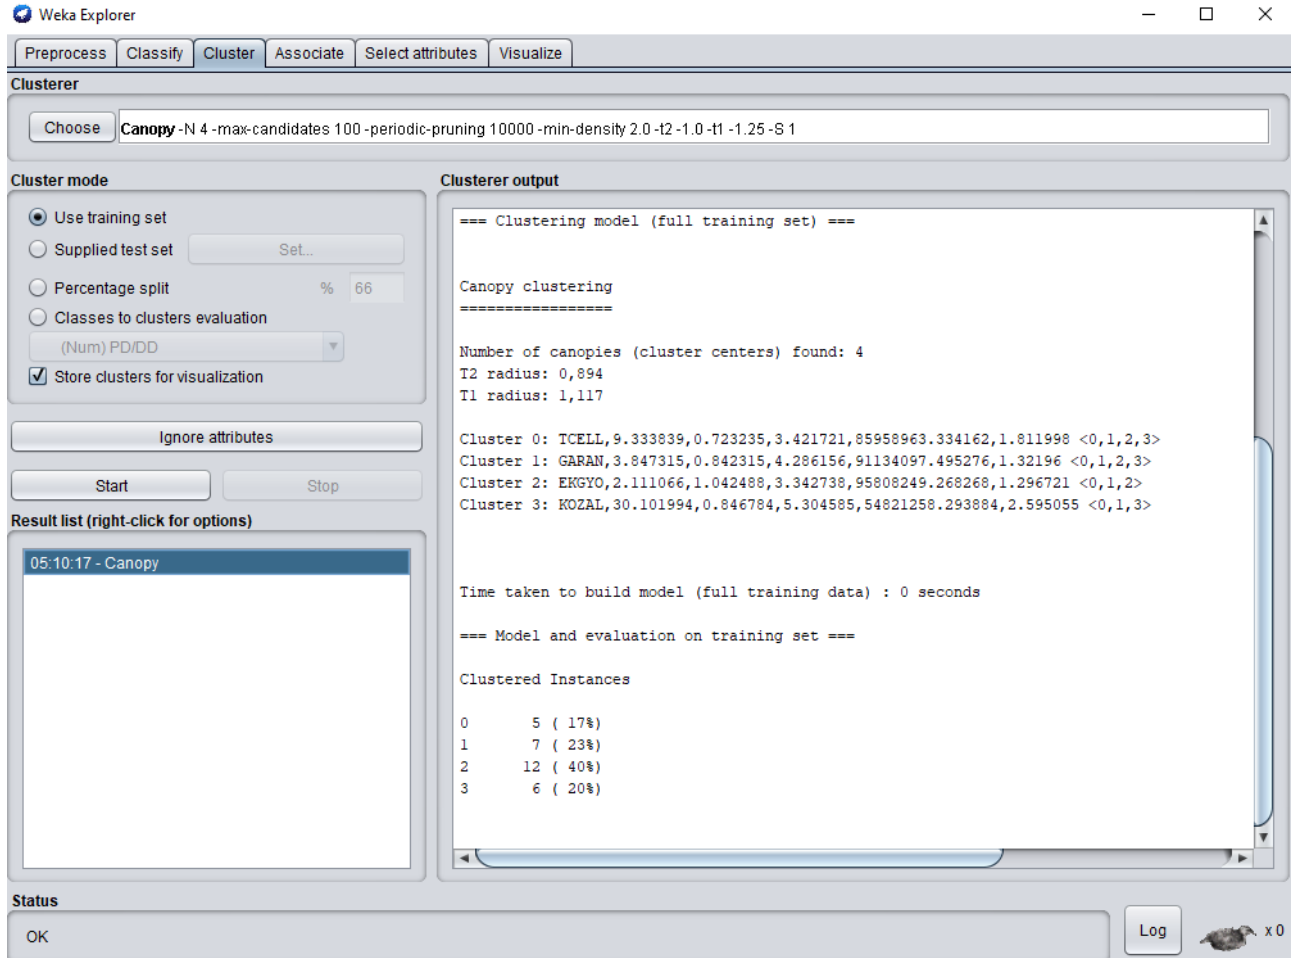 Weka Explorer
Preprocess Classify Cluster Associate Select attributes Visualize
Clusterer
Choose Canopy -N 4 -max-candidates 100 -periodic-pruning 10000 -min-density 2.0 -t2 -1.0 -t1 -1.25 -S 1
Cluster mode
Use training set
Supplied test set Set...
Percentage split % 66
Classes to clusters evaluation
(Num) PD/DD
Store clusters for visualization
Ignore attributes
Start Stop
Result list (right-click for options)
05:10:17 - Canopy
Clusterer output
=== Clustering model (full training set) ===
Canopy clustering
=================
Number of canopies (cluster centers) found: 4
T2 radius: 0,894
T1 radius: 1,117
Cluster 0: TCELL,9.333839,0.723235,3.421721,85958963.334162,1.811998 <0,1,2,3>
Cluster 1: GARAN,3.847315,0.842315,4.286156,91134097.495276,1.32196 <0,1,2,3>
Cluster 2: EKGYO,2.111066,1.042488,3.342738,95808249.268268,1.296721 <0,1,2>
Cluster 3: KOZAL,30.101994,0.846784,5.304585,54821258.293884,2.595055 <0,1,3>
Time taken to build model (full training data) : 0 seconds
=== Model and evaluation on training set ===
Clustered Instances
0 5 ( 17%)
1 7 ( 23%)
2 12 ( 40%)
3 6 ( 20%)
Status
OK
Log x 0